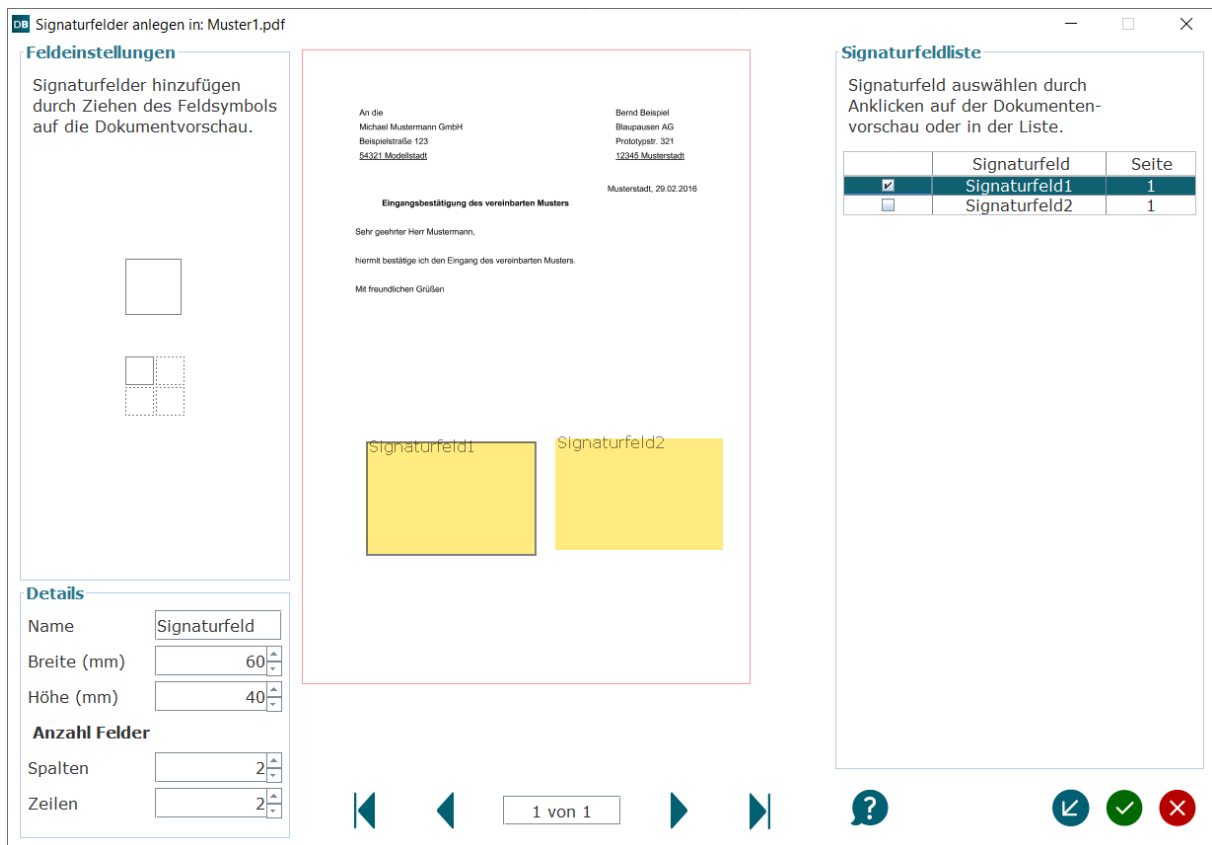 DB Signaturfelder anlegen in: Muster1.pdf
Feldeinstellungen
Signaturfelder hinzufügen
durch Ziehen des Feldsymbols
auf die Dokumentvorschau.
Details
Name Signaturfeld
Breite (mm) 60
Höhe (mm) 40
Anzahl Felder
Spalten 2
Zeilen 2
An die
Michael Mustermann GmbH
Beispielstraße 123
54321 Modellstadt
Bernd Beispiel
Blaupausen AG
Prototypstr. 321
12345 Musterstadt
Musterstadt, 29.02.2016
Eingangsbestätigung des vereinbarten Musters
Sehr geehrter Herr Mustermann,
hiermit bestätige ich den Eingang des vereinbarten Musters.
Mit freundlichen Grüßen
Signaturfeld1
Signaturfeld2
1 von 1
Signaturfeldliste
Signaturfeld auswählen durch
Anklicken auf der Dokumenten-
vorschau oder in der Liste.
Signaturfeld Seite
Signaturfeld1 1
Signaturfeld2 1
?